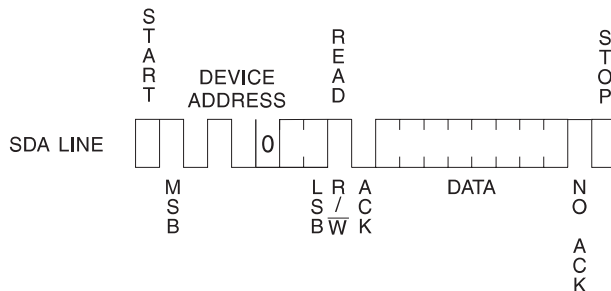 START
DEVICE
ADDRESS
READ
STOP
SDA LINE
0
MSB
LSB
R/W
ACK
DATA
NO ACK